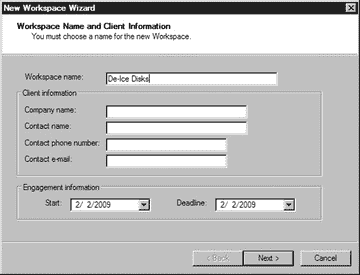 New Workspace Wizard
Workspace Name and Client Information
You must choose a name for the new Workspace.
Workspace name: De-Ice Disks
Client information
Company name:
Contact name:
Contact phone number:
Contact e-mail:
Engagement information
Start: 2/ 2/2009 Deadline: 2/ 2/2009
< Back Next > Cancel